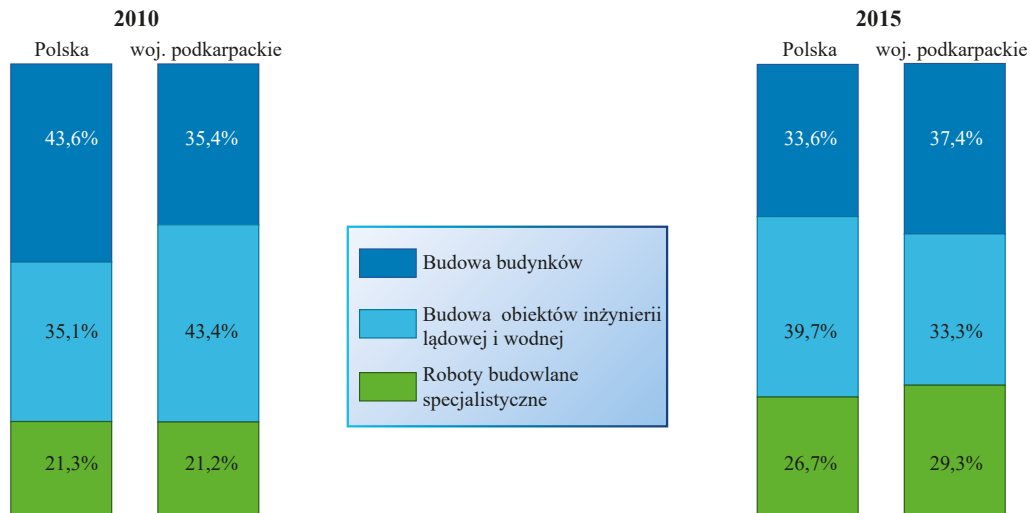 2010
Polska
woj. podkarpackie
43,6%
35,4%
35,1%
43,4%
21,3%
21,2%
Budowa budynków
Budowa obiektów inżynierii
lądowej i wodnej
Roboty budowlane
specjalistyczne
2015
Polska
woj. podkarpackie
33,6%
37,4%
39,7%
33,3%
26,7%
29,3%